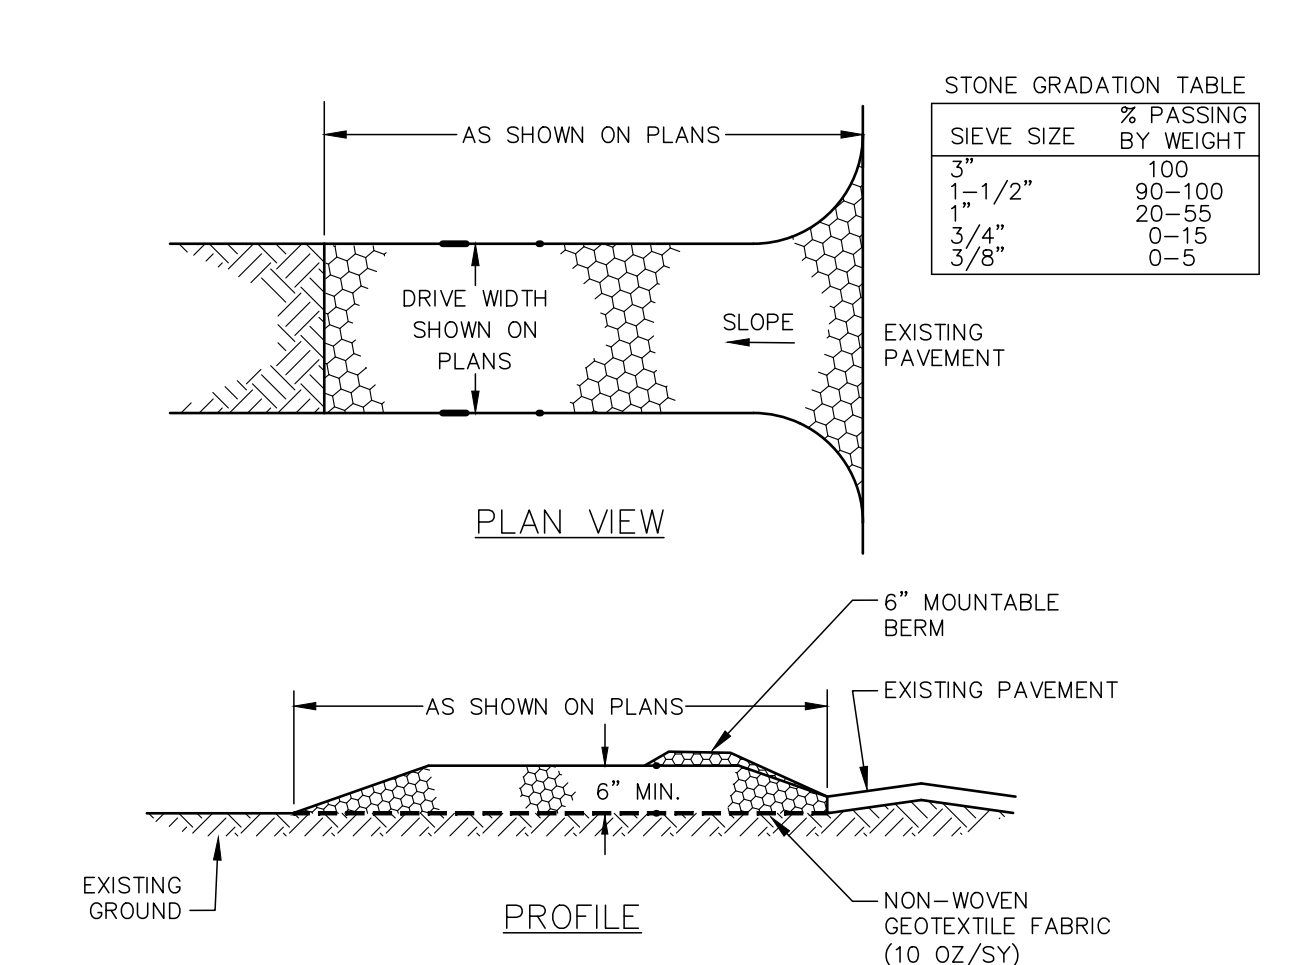 STONE GRADATION TABLE
SIEVE SIZE % PASSING BY WEIGHT
3” 100
1-1/2” 90-100
1” 20-55
3/4” 0-15
3/8” 0-5
AS SHOWN ON PLANS
DRIVE WIDTH
SHOWN ON
PLANS
SLOPE
EXISTING
PAVEMENT
PLAN VIEW
6” MOUNTABLE
BERM
EXISTING PAVEMENT
AS SHOWN ON PLANS
6” MIN.
EXISTING
GROUND
NON-WOVEN
GEOTEXTILE FABRIC
(10 OZ/SY)
PROFILE